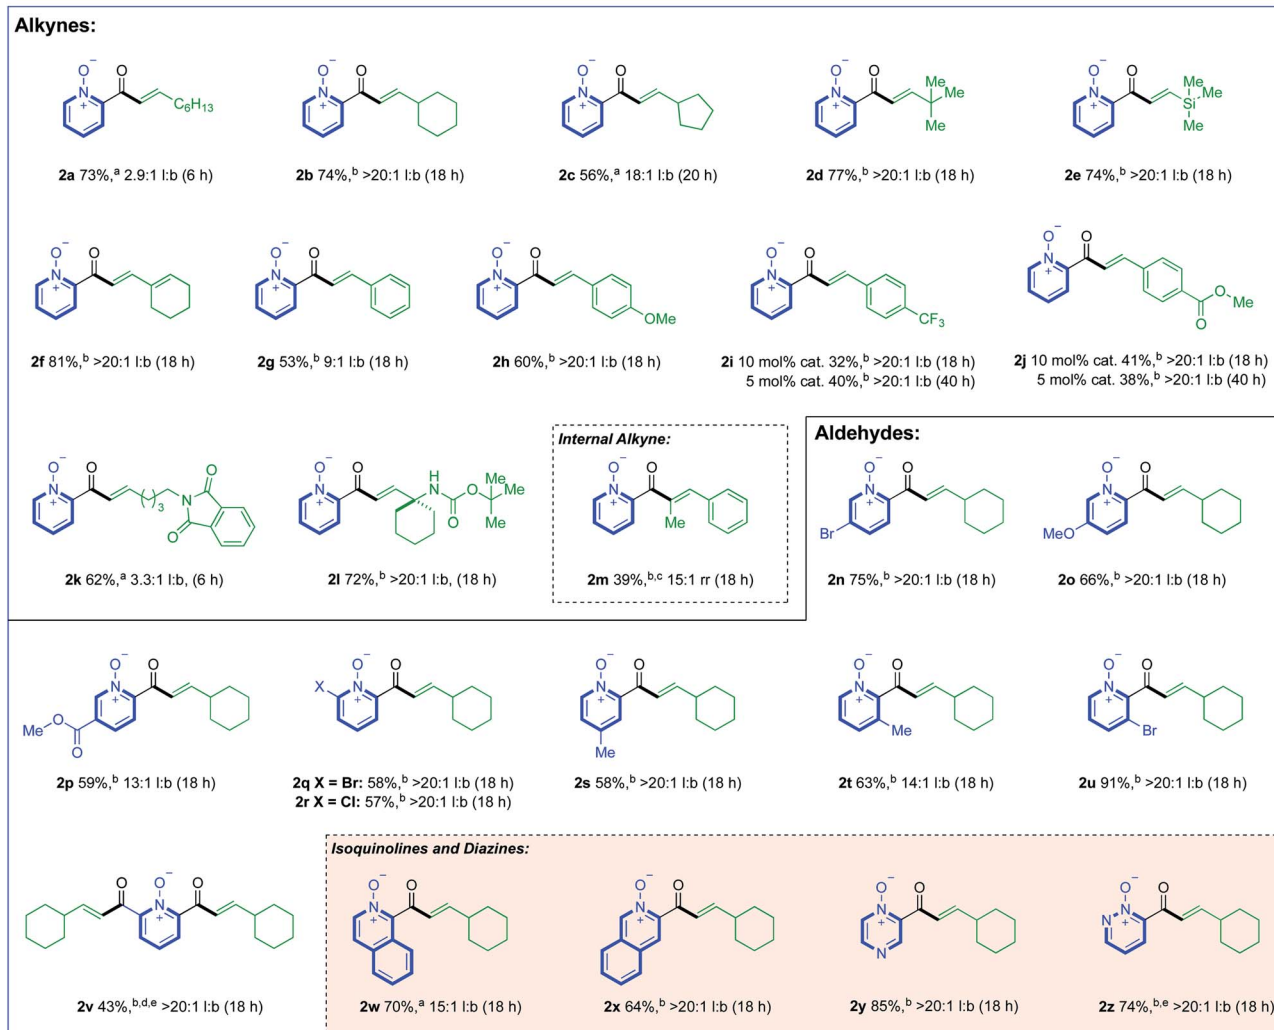 Alkynes:
2a 73%,ᵃ 2.9:1 l:b (6 h)
2b 74%,ᵇ >20:1 l:b (18 h)
2c 56%,ᵃ 18:1 l:b (20 h)
2d 77%,ᵇ >20:1 l:b (18 h)
2e 74%,ᵇ >20:1 l:b (18 h)
2f 81%,ᵇ >20:1 l:b (18 h)
2g 53%,ᵇ 9:1 l:b (18 h)
2h 60%,ᵇ >20:1 l:b (18 h)
2i 10 mol% cat. 32%,ᵇ >20:1 l:b (18 h)
5 mol% cat. 40%,ᵇ >20:1 l:b (40 h)
2j 10 mol% cat. 41%,ᵇ >20:1 l:b (18 h)
5 mol% cat. 38%,ᵇ >20:1 l:b (40 h)
2k 62%,ᵃ 3.3:1 l:b, (6 h)
2l 72%,ᵇ >20:1 l:b, (18 h)
Internal Alkyne:
2m 39%,ᵇ,ᶜ 15:1 rr (18 h)
Aldehydes:
2n 75%,ᵇ >20:1 l:b (18 h)
2o 66%,ᵇ >20:1 l:b (18 h)
2p 59%,ᵇ 13:1 l:b (18 h)
2q X = Br: 58%,ᵇ >20:1 l:b (18 h)
2r X = Cl: 57%,ᵇ >20:1 l:b (18 h)
2s 58%,ᵇ >20:1 l:b (18 h)
2t 63%,ᵇ 14:1 l:b (18 h)
2u 91%,ᵇ >20:1 l:b (18 h)
2v 43%,ᵇ,ᵈ,ᵉ >20:1 l:b (18 h)
Isoquinolines and Diazines:
2w 70%,ᵃ 15:1 l:b (18 h)
2x 64%,ᵇ >20:1 l:b (18 h)
2y 85%,ᵇ >20:1 l:b (18 h)
2z 74%,ᵇ,ᵉ >20:1 l:b (18 h)